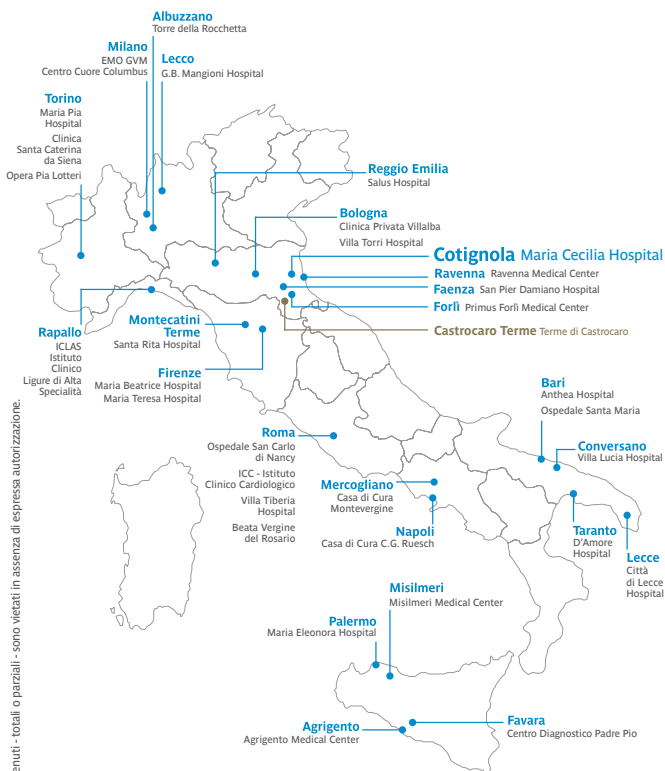 Albuzzano
Torre della Rocchetta
Milano
EMO GVM
Centro Cuore Columbus
Lecco
G.B. Mangioni Hospital
Torino
Maria Pia
Hospital
Clinica
Santa Caterina
da Siena
Opera Pia Lotteri
Reggio Emilia
Salus Hospital
Bologna
Clinica Privata Villalba
Villa Torri Hospital
Cotignola Maria Cecilia Hospital
Ravenna Ravenna Medical Center
Faenza San Pier Damiano Hospital
Forlì Primus Forlì Medical Center
Castrocaro Terme Terme di Castrocaro
Rapallo
ICLAS
Istituto
Clinico
Ligure di Alta
Specialità
Montecatini
Terme
Santa Rita Hospital
Firenze
Maria Beatrice Hospital
Maria Teresa Hospital
Bari
Anthea Hospital
Ospedale Santa Maria
Conversano
Villa Lucia Hospital
Roma
Ospedale San Carlo
di Nancy
ICC - Istituto
Clinico Cardiologico
Villa Tiberia
Hospital
Beata Vergine
del Rosario
Mercogliano
Casa di Cura
Montevergine
Napoli
Casa di Cura C.G. Ruesch
Taranto
D'Amore
Hospital
Lecce
Città
di Lecce
Hospital
Misilmeri
Misilmeri Medical Center
Palermo
Maria Eleonora Hospital
Agrigento
Agrigento Medical Center
Favara
Centro Diagnostico Padre Pio
- totali o parziali - sono vietati in assenza di espressa autorizzazione.